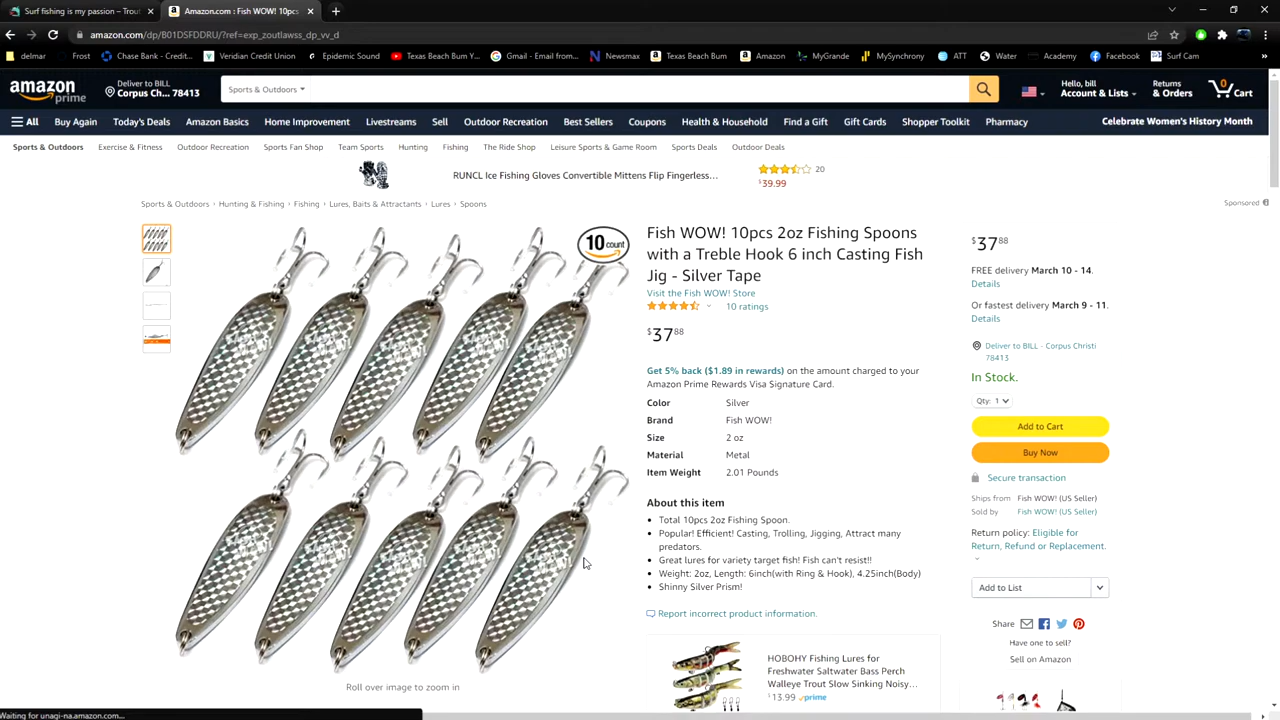 Surf fishing is my passion – Tru
Amazon.com : Fish WOW! 10pcs
amazon.com/dp/B01DSFDDRU/?ref=exp_zoutlawss_dp_vv_d
delmar
Frost
Chase Bank - Credit...
Veridian Credit Union
Epidemic Sound
Texas Beach Bum Y...
Gmail - Email from...
Newsmax
Texas Beach Bum
Amazon
MyGrande
MySynchrony
ATT
Water
Academy
Facebook
Surf Cam
amazon prime
Deliver to BILL
Corpus Ch... 78413
Sports & Outdoors
Hello, bill
Account & Lists
Returns
& Orders
0
Cart
All
Buy Again
Today's Deals
Amazon Basics
Home Improvement
Livestreams
Sell
Outdoor Recreation
Best Sellers
Coupons
Health & Household
Find a Gift
Gift Cards
Shopper Toolkit
Pharmacy
Celebrate Women's History Month
Sports & Outdoors
Exercise & Fitness
Outdoor Recreation
Sports Fan Shop
Team Sports
Hunting
Fishing
The Ride Shop
Leisure Sports & Game Room
Sports Deals
Outdoor Deals
RUNCL Ice Fishing Gloves Convertible Mittens Flip Fingerless...
20
$39.99
Sports & Outdoors › Hunting & Fishing › Fishing › Lures, Baits & Attractants › Lures › Spoons
Sponsored
10 count
Fish WOW! 10pcs 2oz Fishing Spoons
with a Treble Hook 6 inch Casting Fish
Jig - Silver Tape
Visit the Fish WOW! Store
10 ratings
$37 88
Get 5% back ($1.89 in rewards) on the amount charged to your
Amazon Prime Rewards Visa Signature Card.
Color Silver
Brand Fish WOW!
Size 2 oz
Material Metal
Item Weight 2.01 Pounds
About this item
• Total 10pcs 2oz Fishing Spoon.
• Popular! Efficient! Casting, Trolling, Jigging, Attract many
predators.
• Great lures for variety target fish! Fish can't resist!!
• Weight: 2oz, Length: 6inch(with Ring & Hook), 4.25inch(Body)
• Shinny Silver Prism!
Report incorrect product information.
HOBOHY Fishing Lures for
Freshwater Saltwater Bass Perch
Walleye Trout Slow Sinking Noisy...
$13.99 prime
$37 88
FREE delivery March 10 - 14.
Details
Or fastest delivery March 9 - 11.
Details
Deliver to BILL - Corpus Christi
78413
In Stock.
Qty: 1
Add to Cart
Buy Now
Secure transaction
Ships from Fish WOW! (US Seller)
Sold by Fish WOW! (US Seller)
Return policy: Eligible for
Return, Refund or Replacement.
Add to List
Share
Have one to sell?
Sell on Amazon
Roll over image to zoom in
Waiting for unagi-na.amazon.com...